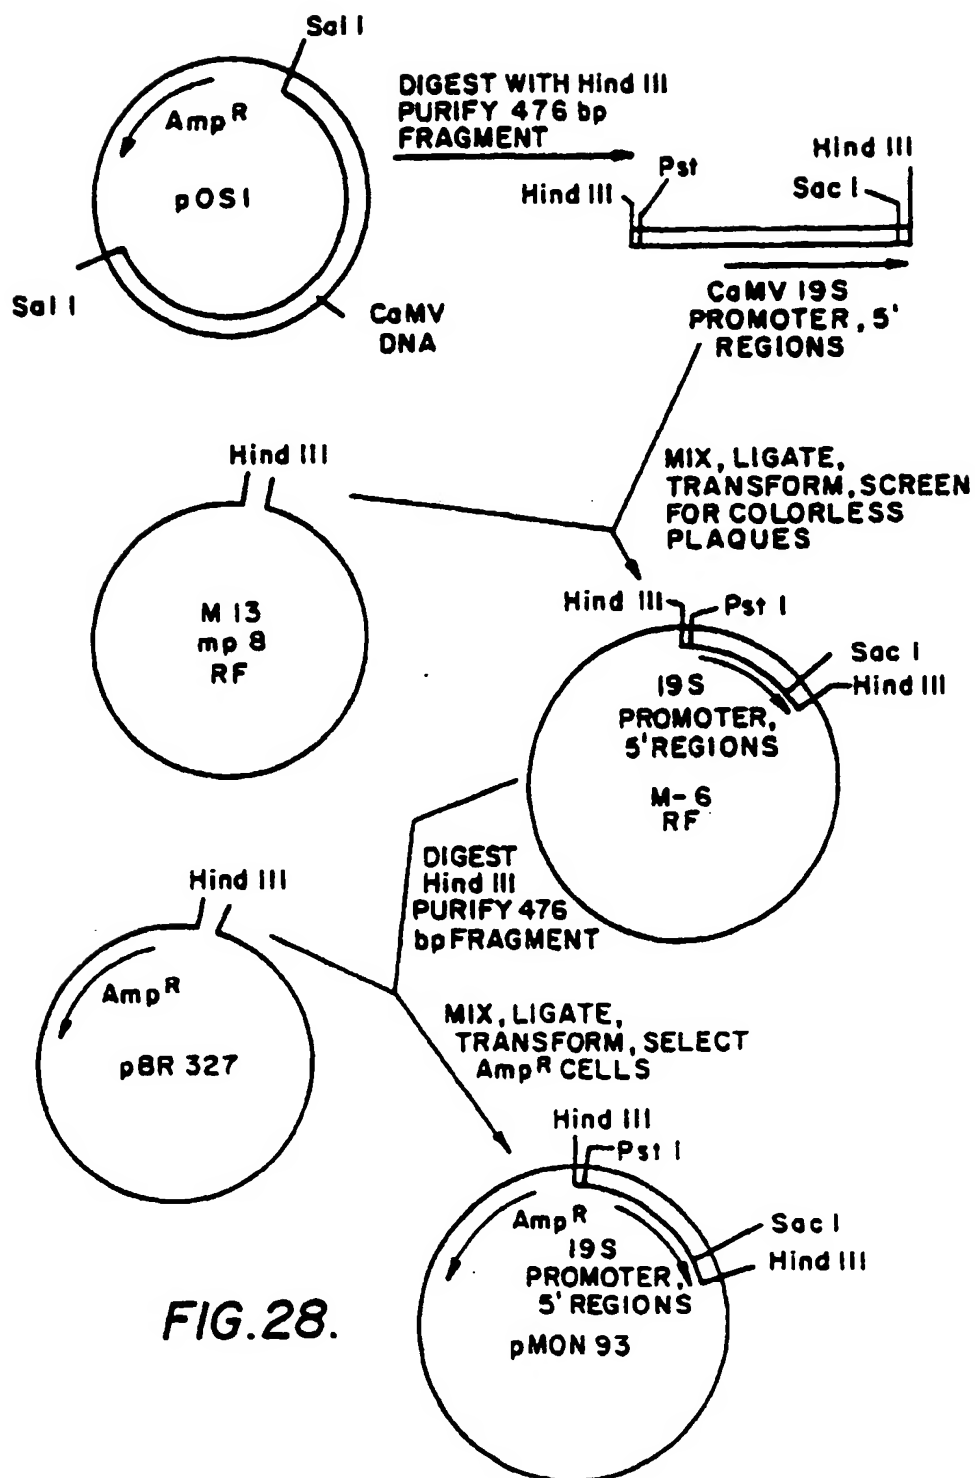 Sal I
Amp R
pOS1
Sal I
CaMV
DNA
DIGEST WITH Hind III
PURIFY 476 bp
FRAGMENT
Hind III
Pst
Sac I
Hind III
CaMV 19S
PROMOTER, 5'
REGIONS
Hind III
M 13
mp 8
RF
MIX, LIGATE,
TRANSFORM, SCREEN
FOR COLORLESS
PLAQUES
Hind III
Pst I
Sac I
Hind III
19S
PROMOTER,
5' REGIONS
M-6
RF
DIGEST
Hind III
PURIFY 476
bp FRAGMENT
Hind III
Amp R
pBR 327
MIX, LIGATE,
TRANSFORM, SELECT
Amp R CELLS
Hind III
Pst I
Amp R
19S
PROMOTER,
5' REGIONS
Sac I
Hind III
pMON 93
FIG.28.